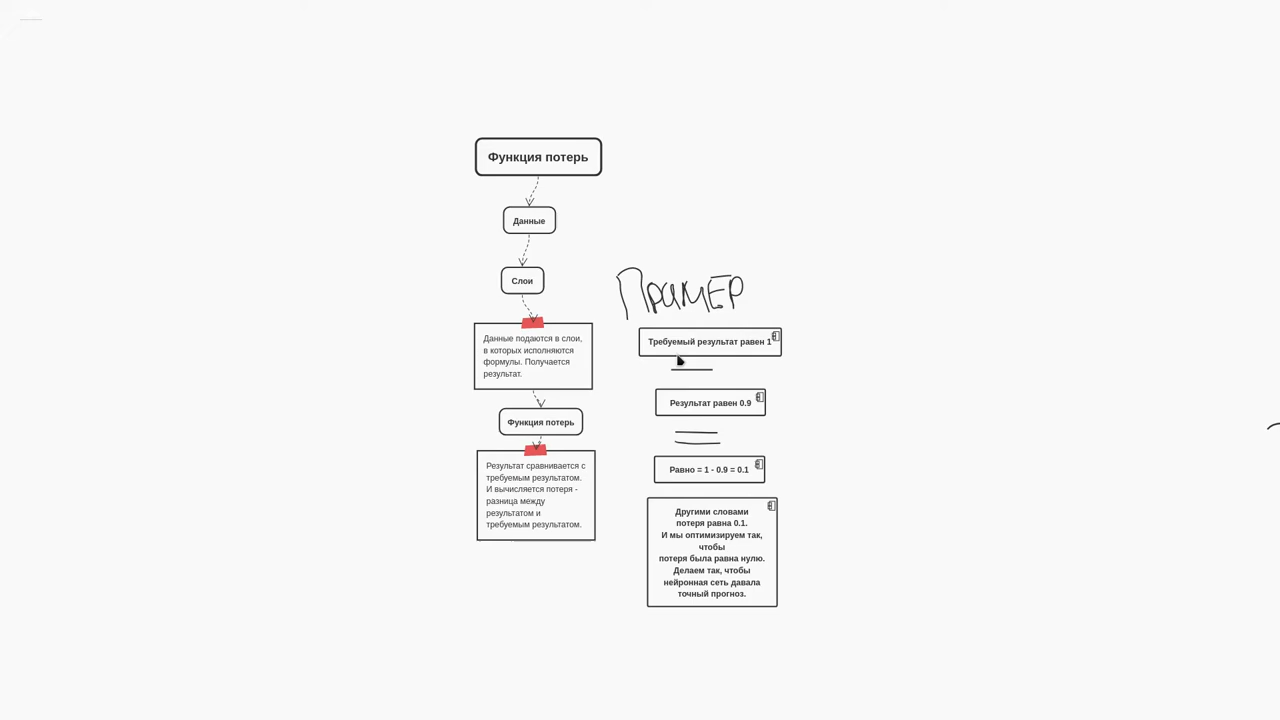 Функция потерь
Данные
Слои
Данные подаются в слои,
в которых исполняются
формулы. Получается
результат.
Функция потерь
Результат сравнивается с
требуемым результатом.
И вычисляется потеря -
разница между
результатом и
требуемым результатом.
Пример
Требуемый результат равен 1
Результат равен 0.9
Равно = 1 - 0.9 = 0.1
Другими словами
потеря равна 0.1.
И мы оптимизируем так,
чтобы
потеря была равна нулю.
Делаем так, чтобы
нейронная сеть давала
точный прогноз.